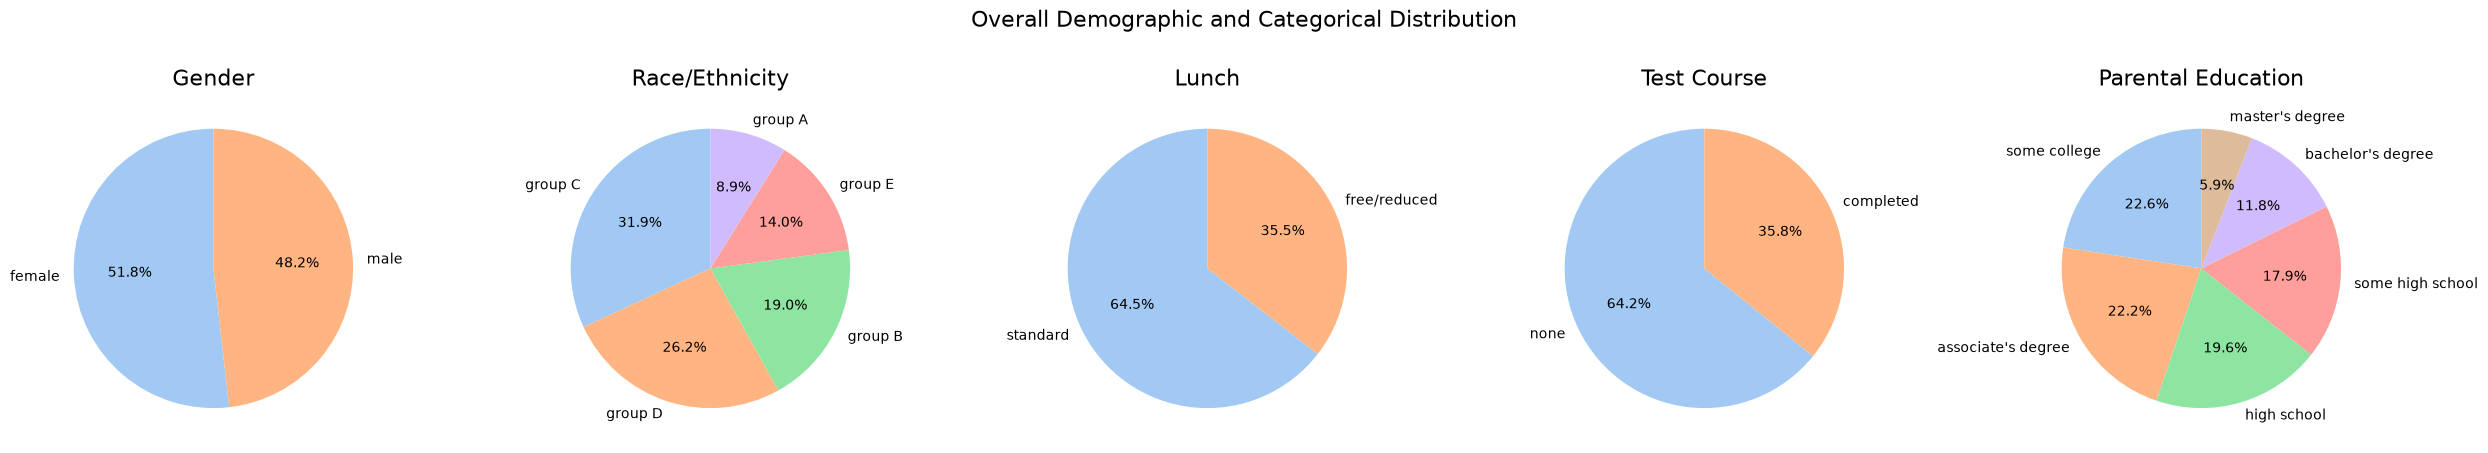 Overall Demographic and Categorical Distribution
Gender
female
51.8%
48.2%
male
Race/Ethnicity
group A
group C
group E
8.9%
31.9%
14.0%
19.0%
26.2%
group B
group D
Lunch
free/reduced
35.5%
64.5%
standard
Test Course
completed
35.8%
64.2%
none
Parental Education
master's degree
some college
bachelor's degree
5.9%
22.6%
11.8%
17.9%
some high school
22.2%
associate's degree
19.6%
high school